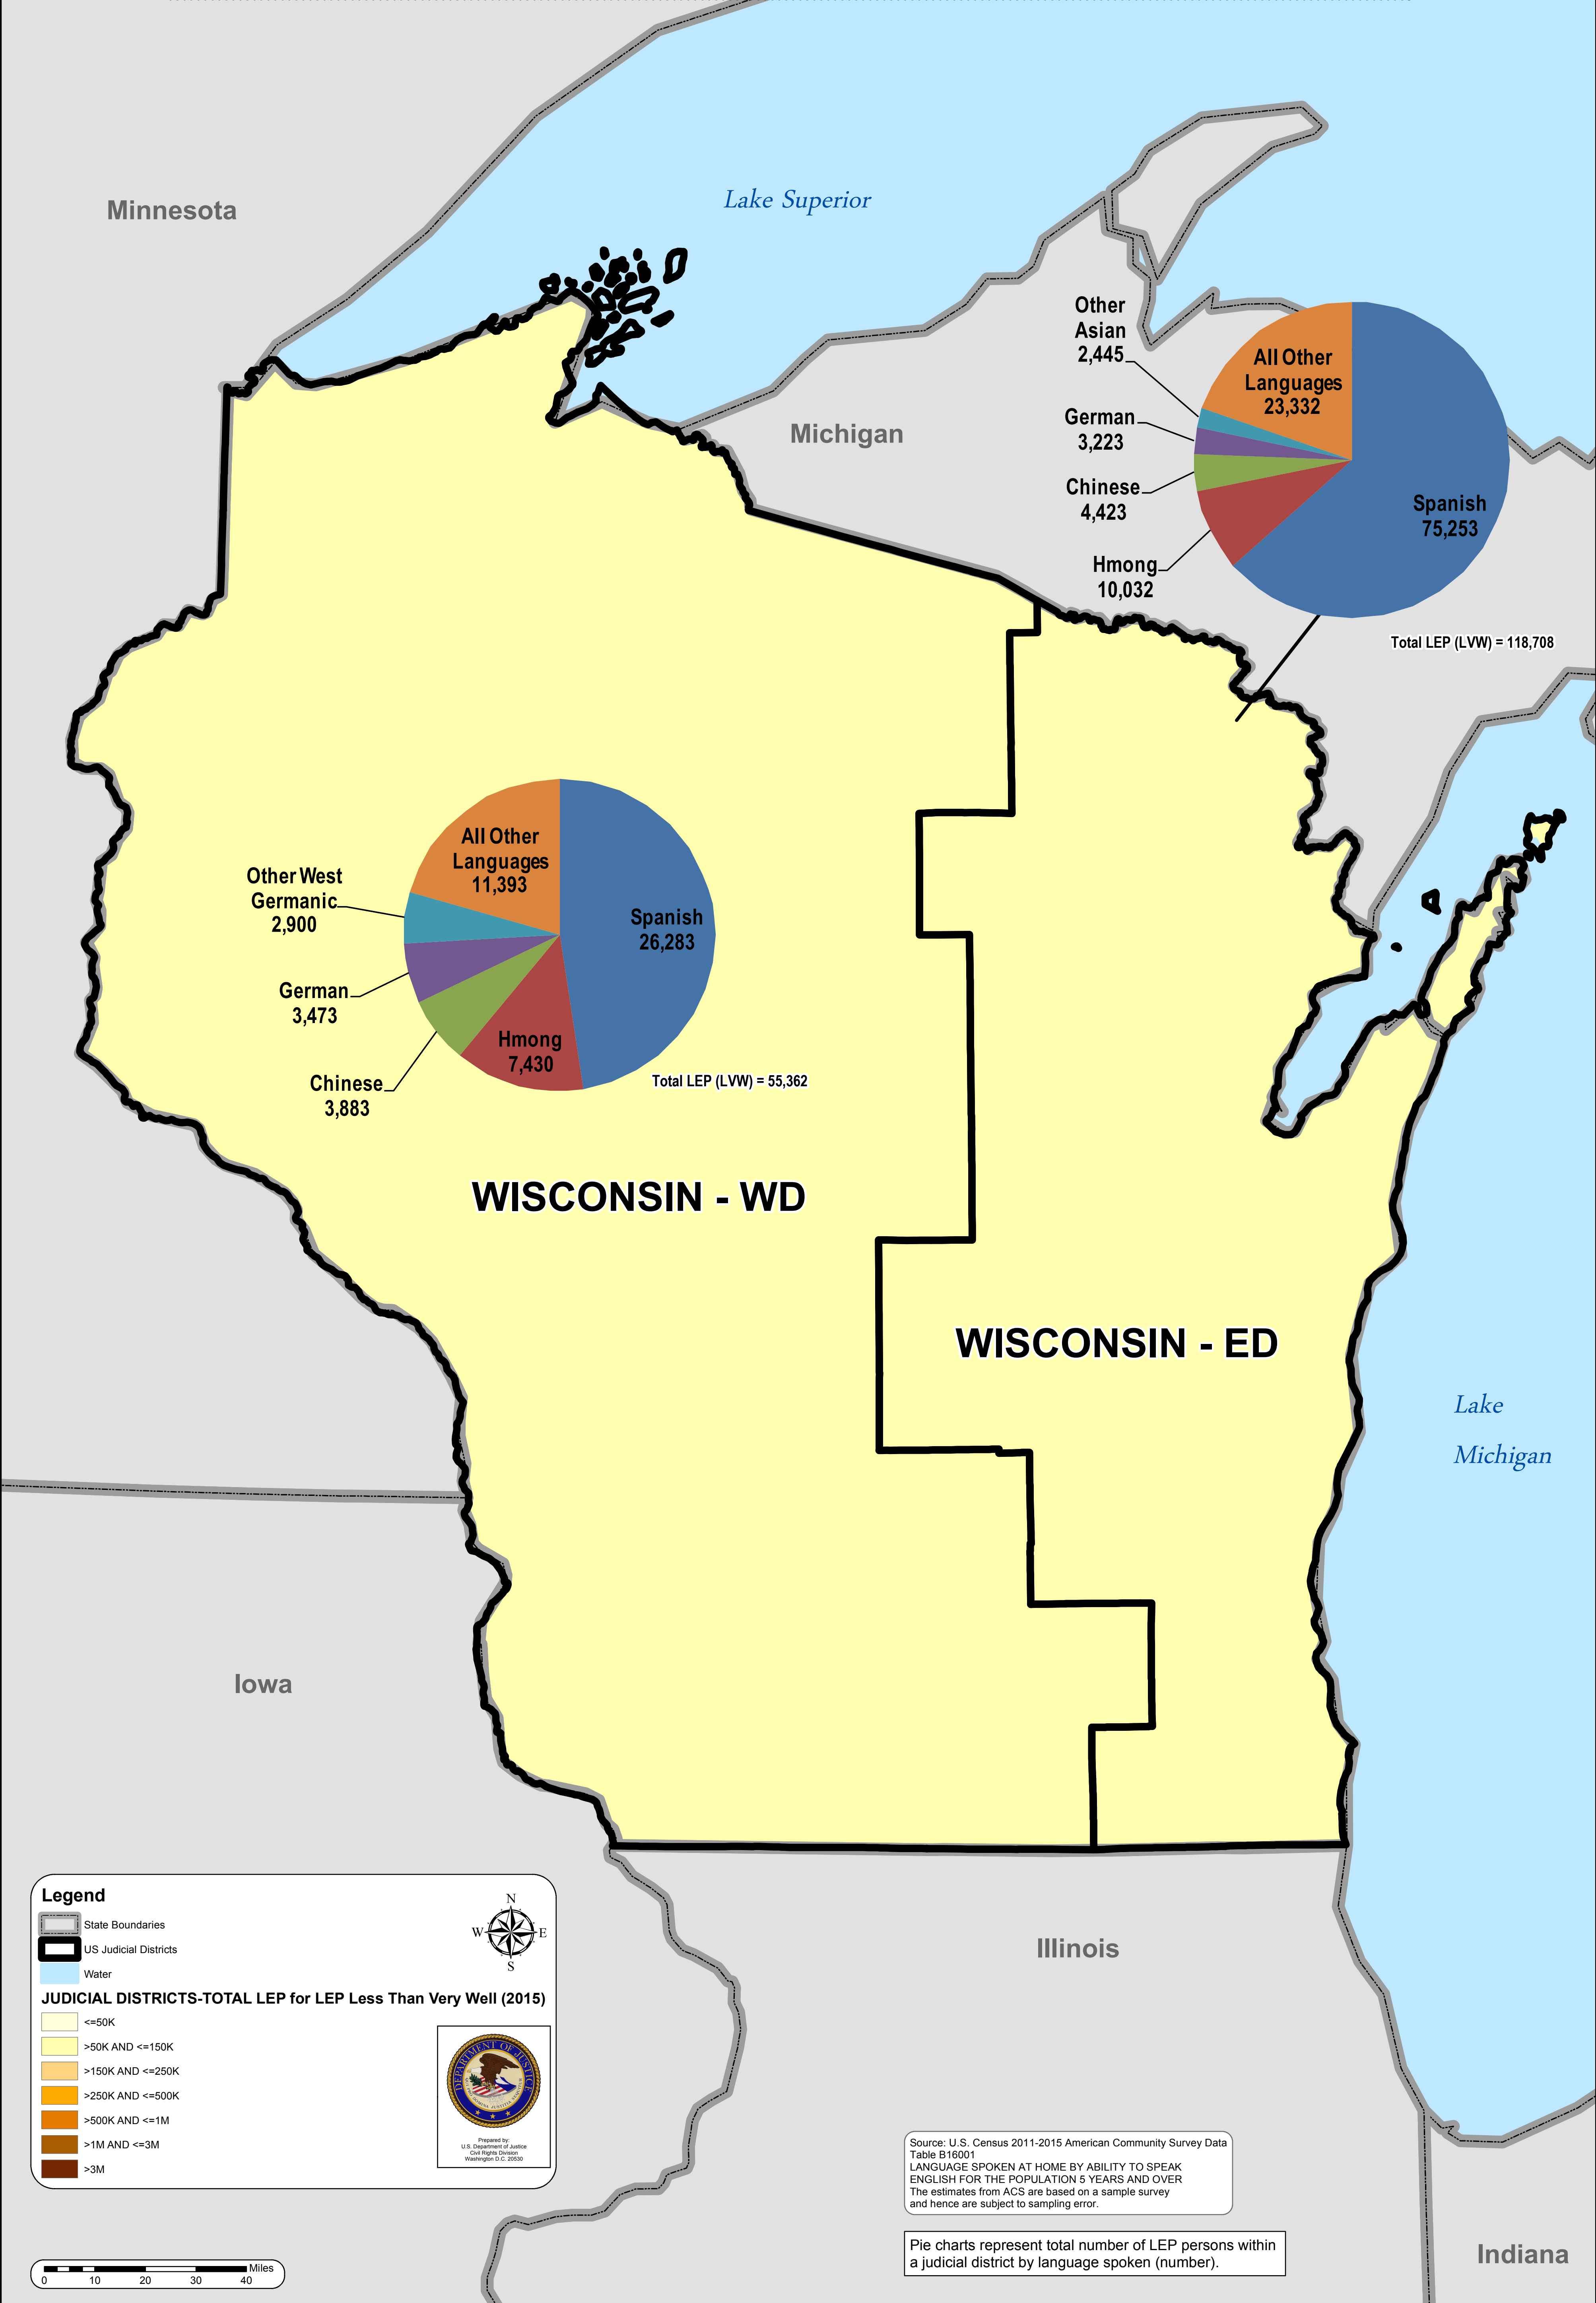 Minnesota
Lake Superior
Michigan
Other
Asian
2,445
German
3,223
Chinese
4,423
Hmong
10,032
All Other
Languages
23,332
Spanish
75,253
Total LEP (LVW) = 118,708
All Other
Languages
11,393
Other West
Germanic
2,900
German
3,473
Chinese
3,883
Hmong
7,430
Spanish
26,283
Total LEP (LVW) = 55,362
WISCONSIN - WD
WISCONSIN - ED
Lake
Michigan
Iowa
Illinois
Indiana
Legend
State Boundaries
US Judicial Districts
Water
N
W
E
S
JUDICIAL DISTRICTS-TOTAL LEP for LEP Less Than Very Well (2015)
<=50K
>50K AND <=150K
>150K AND <=250K
>250K AND <=500K
>500K AND <=1M
>1M AND <=3M
>3M
DEPARTMENT OF JUSTICE
Prepared by:
U.S. Department of Justice
Civil Rights Division
Washington D.C. 20530
Miles
0 10 20 30 40
Source: U.S. Census 2011-2015 American Community Survey Data
Table B16001
LANGUAGE SPOKEN AT HOME BY ABILITY TO SPEAK
ENGLISH FOR THE POPULATION 5 YEARS AND OVER
The estimates from ACS are based on a sample survey
and hence are subject to sampling error.
Pie charts represent total number of LEP persons within
a judicial district by language spoken (number).